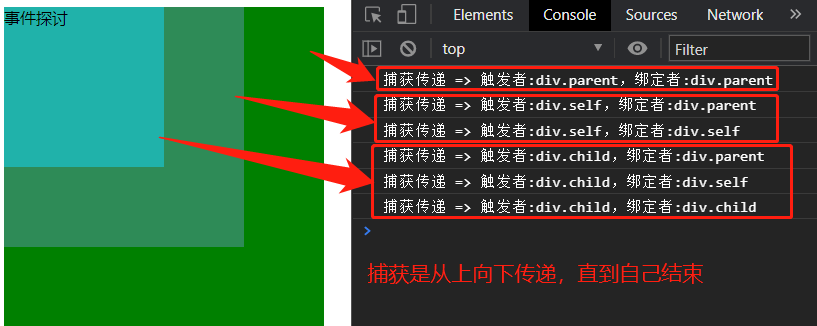 事件探讨
Elements Console Sources Network »
top Filter
捕获传递 => 触发者:div.parent，绑定者:div.parent
捕获传递 => 触发者:div.self，绑定者:div.parent
捕获传递 => 触发者:div.self，绑定者:div.self
捕获传递 => 触发者:div.child，绑定者:div.parent
捕获传递 => 触发者:div.child，绑定者:div.self
捕获传递 => 触发者:div.child，绑定者:div.child
>
捕获是从上向下传递，直到自己结束